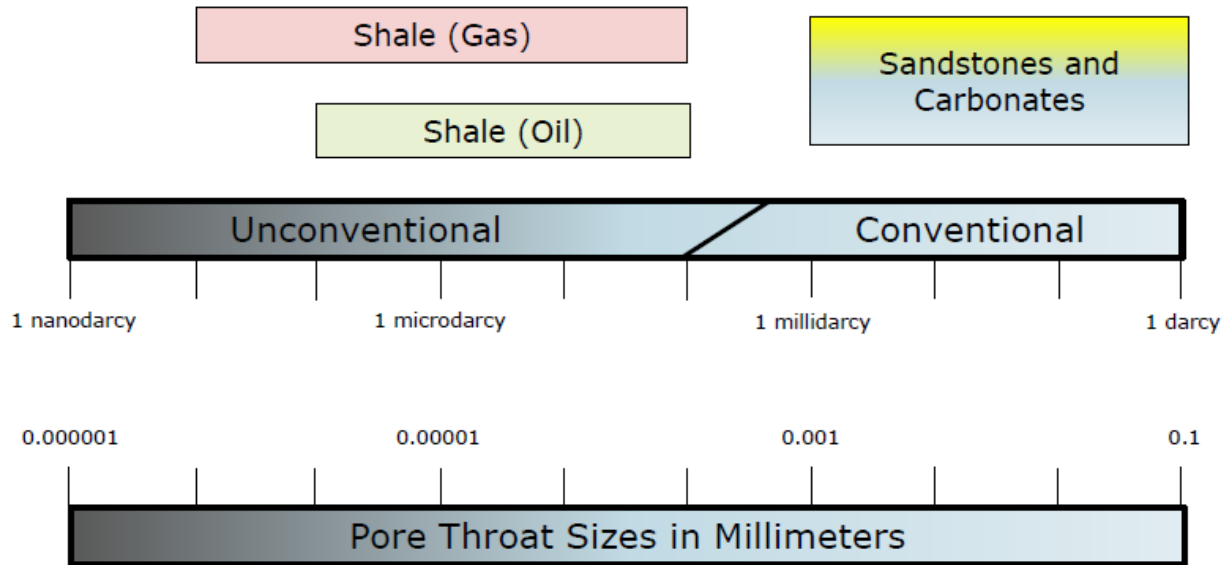 Shale (Gas)
Sandstones and
Carbonates
Shale (Oil)
Unconventional
Conventional
1 nanodarcy
1 microdarcy
1 millidarcy
1 darcy
0.000001
0.00001
0.001
0.1
Pore Throat Sizes in Millimeters